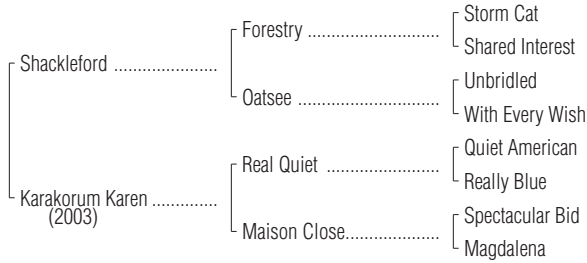 Storm Cat
Forestry
Shared Interest
Shackleford
Unbridled
Oatsee
With Every Wish
Quiet American
Real Quiet
Really Blue
Karakorum Karen
(2003)
Spectacular Bid
Maison Close
Magdalena